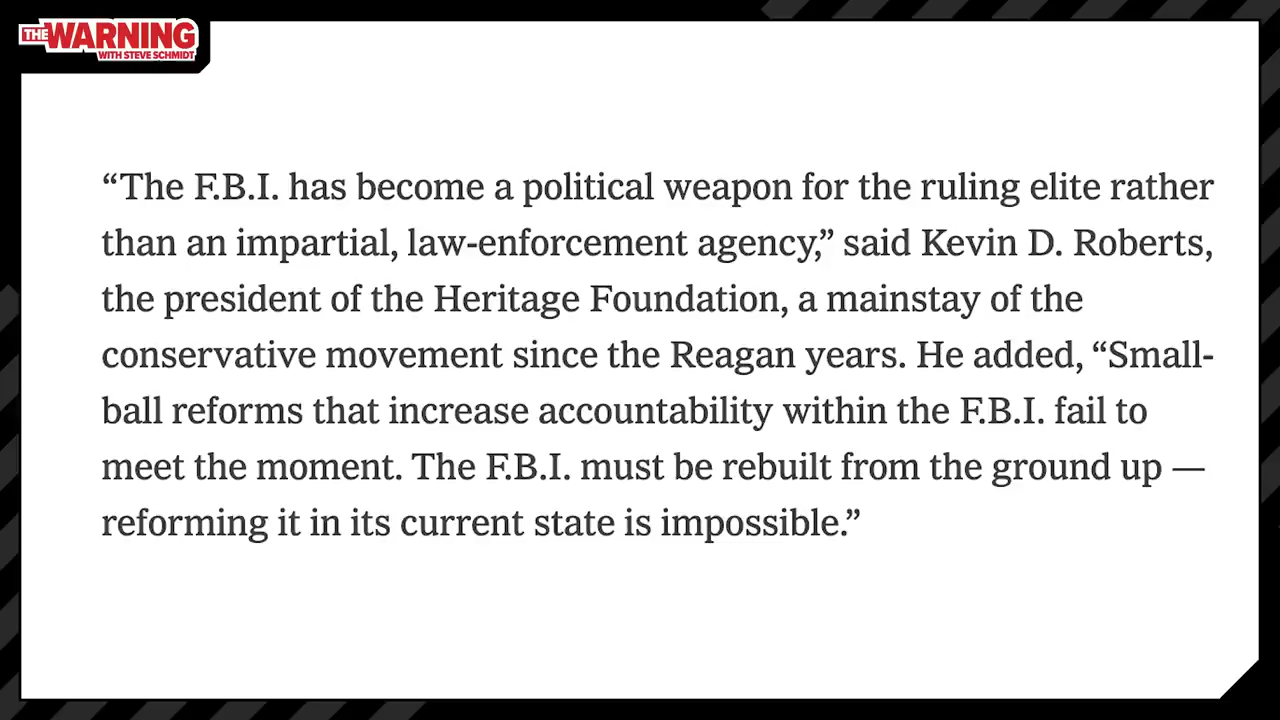 THE WARNING
WITH STEVE SCHMIDT
“The F.B.I. has become a political weapon for the ruling elite rather
than an impartial, law-enforcement agency,” said Kevin D. Roberts,
the president of the Heritage Foundation, a mainstay of the
conservative movement since the Reagan years. He added, “Small-
ball reforms that increase accountability within the F.B.I. fail to
meet the moment. The F.B.I. must be rebuilt from the ground up —
reforming it in its current state is impossible.”